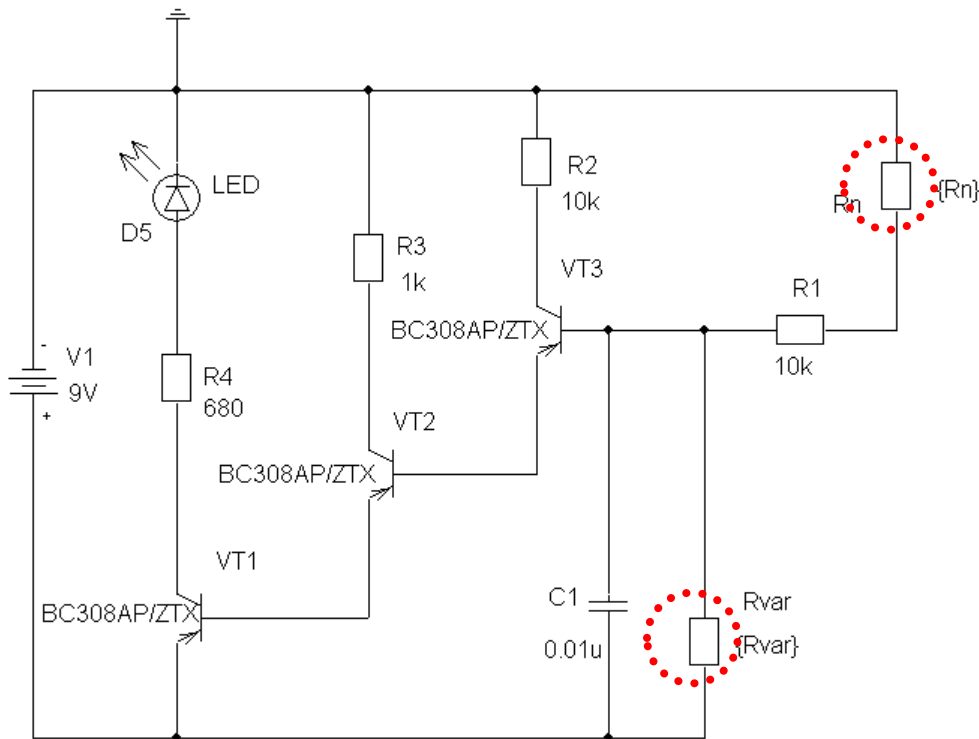 LED
D5
R2
10k
Rn
{Rn}
R3
1k
VT3
R1
BC308AP/ZTX
10k
-
V1
9V
+
R4
680
VT2
BC308AP/ZTX
VT1
BC308AP/ZTX
C1
0.01u
Rvar
{Rvar}